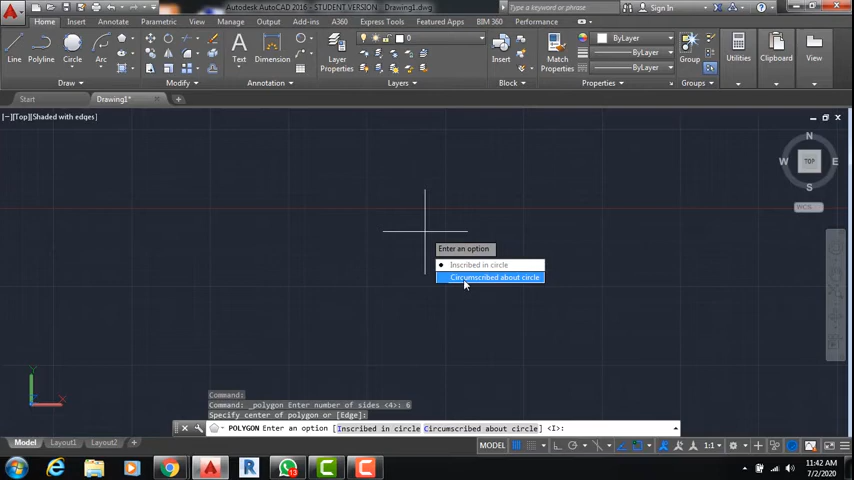 Autodesk AutoCAD 2016 - STUDENT VERSION Drawing1.dwg
Type a keyword or phrase
Sign In
Home Insert Annotate Parametric View Manage Output Add-ins A360 Express Tools Featured Apps BIM 360 Performance
Line Polyline Circle Arc Text Dimension Layer Properties 0 Insert Match Properties ByLayer Group Utilities Clipboard View
ByLayer
ByLayer
Draw Modify Annotation Layers Block Properties Groups
Start Drawing1*
[−][Top][Shaded with edges]
N
W TOP E
S
WCS
Enter an option
Inscribed in circle
Circumscribed about circle
Y
X
Command:
Command: _polygon Enter number of sides <4>: 6
Specify center of polygon or [Edge]:
POLYGON Enter an option [Inscribed in circle Circumscribed about circle] <I>:
Model Layout1 Layout2 MODEL 1:1
11:42 AM
7/2/2020